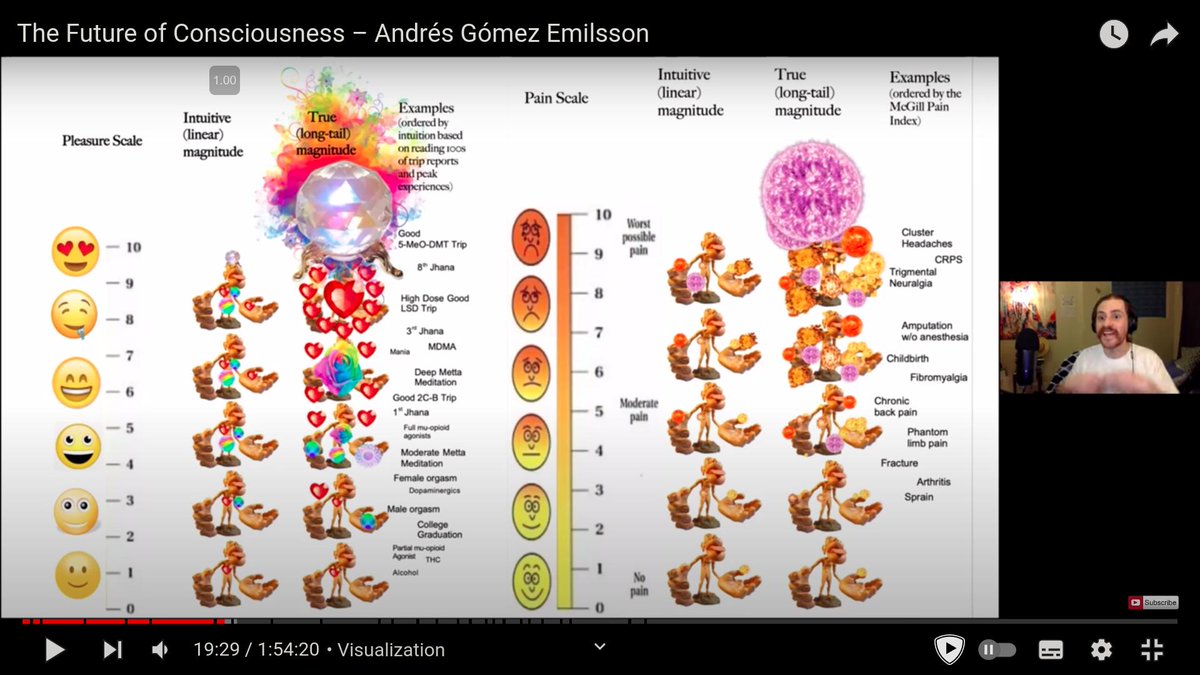 The Future of Consciousness – Andrés Gómez Emilsson
1.00
Pleasure Scale
Intuitive
(linear)
magnitude
True
(long-tail)
magnitude
Examples
(ordered by
intuition based
on reading 100s
of trip reports
and peak
experiences)
10
9
8
7
6
5
4
3
2
1
0
Good
5-MeO-DMT Trip
8th Jhana
High Dose Good
LSD Trip
3rd Jhana
Mania
MDMA
Deep Metta
Meditation
Good 2C-B Trip
1st Jhana
Full mu-opioid
agonists
Moderate Metta
Meditation
Female orgasm
Dopaminergics
Male orgasm
College
Graduation
Partial mu-opioid
Agonist
THC
Alcohol
Pain Scale
Intuitive
(linear)
magnitude
True
(long-tail)
magnitude
Examples
(ordered by the
McGill Pain
Index)
10
9
8
7
6
5
4
3
2
1
0
Worst
possible
pain
Moderate
pain
No
pain
Cluster
Headaches
CRPS
Trigmental
Neuralgia
Amputation
w/o anesthesia
Childbirth
Fibromyalgia
Chronic
back pain
Phantom
limb pain
Fracture
Arthritis
Sprain
Subscribe
19:29 / 1:54:20 • Visualization